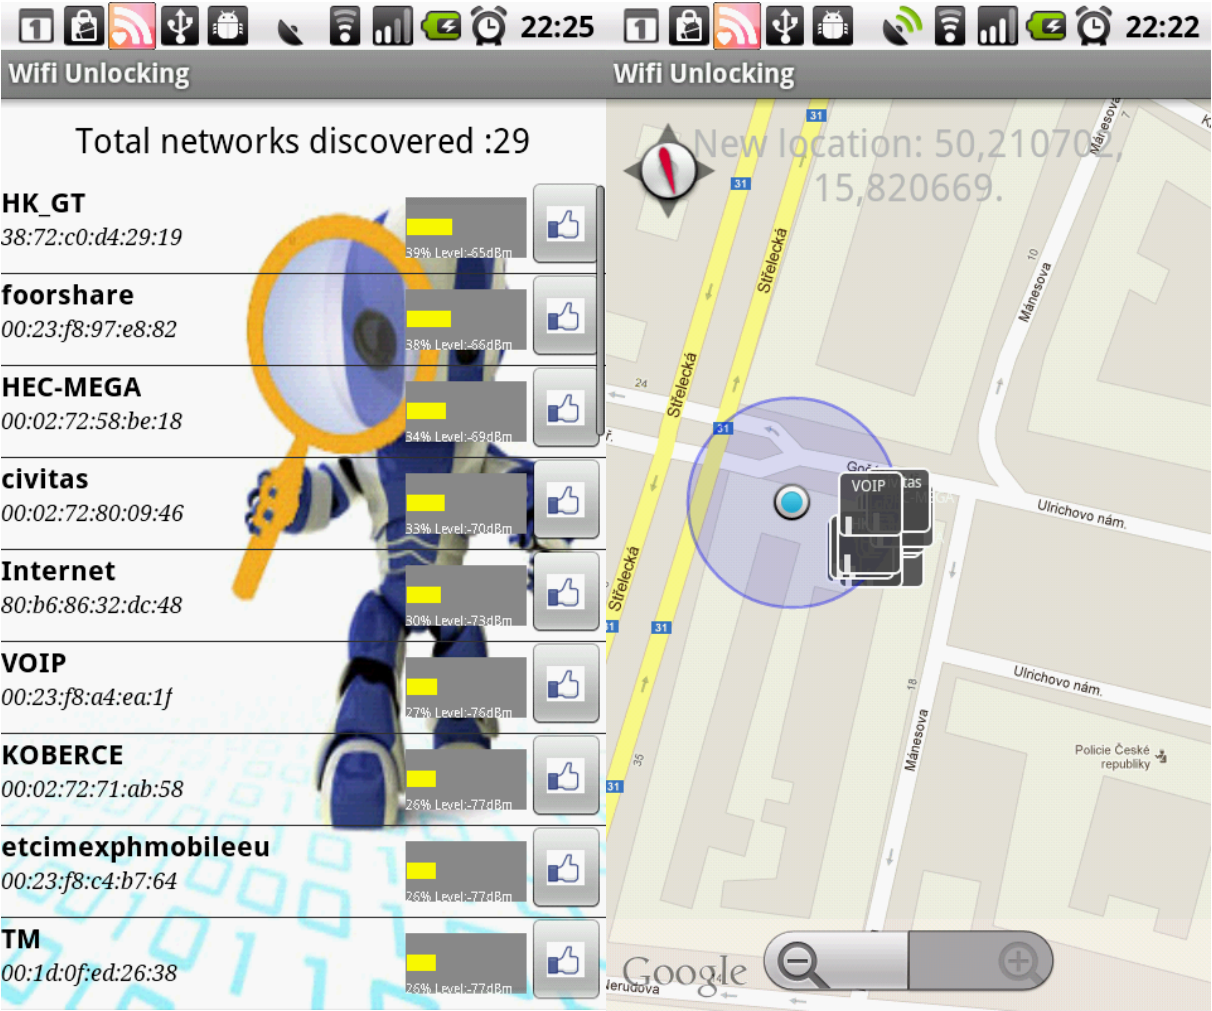 1
22:25
Wifi Unlocking
Total networks discovered :29
HK_GT
38:72:c0:d4:29:19
39% Level:-65dBm
foorshare
00:23:f8:97:e8:82
38% Level:-66dBm
HEC-MEGA
00:02:72:58:be:18
34% Level:-69dBm
civitas
00:02:72:80:09:46
33% Level:-70dBm
Internet
80:b6:86:32:dc:48
30% Level:-73dBm
VOIP
00:23:f8:a4:ea:1f
27% Level:-76dBm
KOBERCE
00:02:72:71:ab:58
26% Level:-77dBm
etcimexphmobileeu
00:23:f8:c4:b7:64
26% Level:-77dBm
TM
00:1d:0f:ed:26:38
26% Level:-77dBm
1
22:22
Wifi Unlocking
New location: 50,210702,
15,820669.
31
31
Mánesova
7
Střelecká
10
Mánesova
Střelecká
24
31
VOIP
Ulrichovo nám.
Střelecká
31
31
Ulrichovo nám.
18
Mánesova
35
Policie České
republiky
31
Google
Nerudova